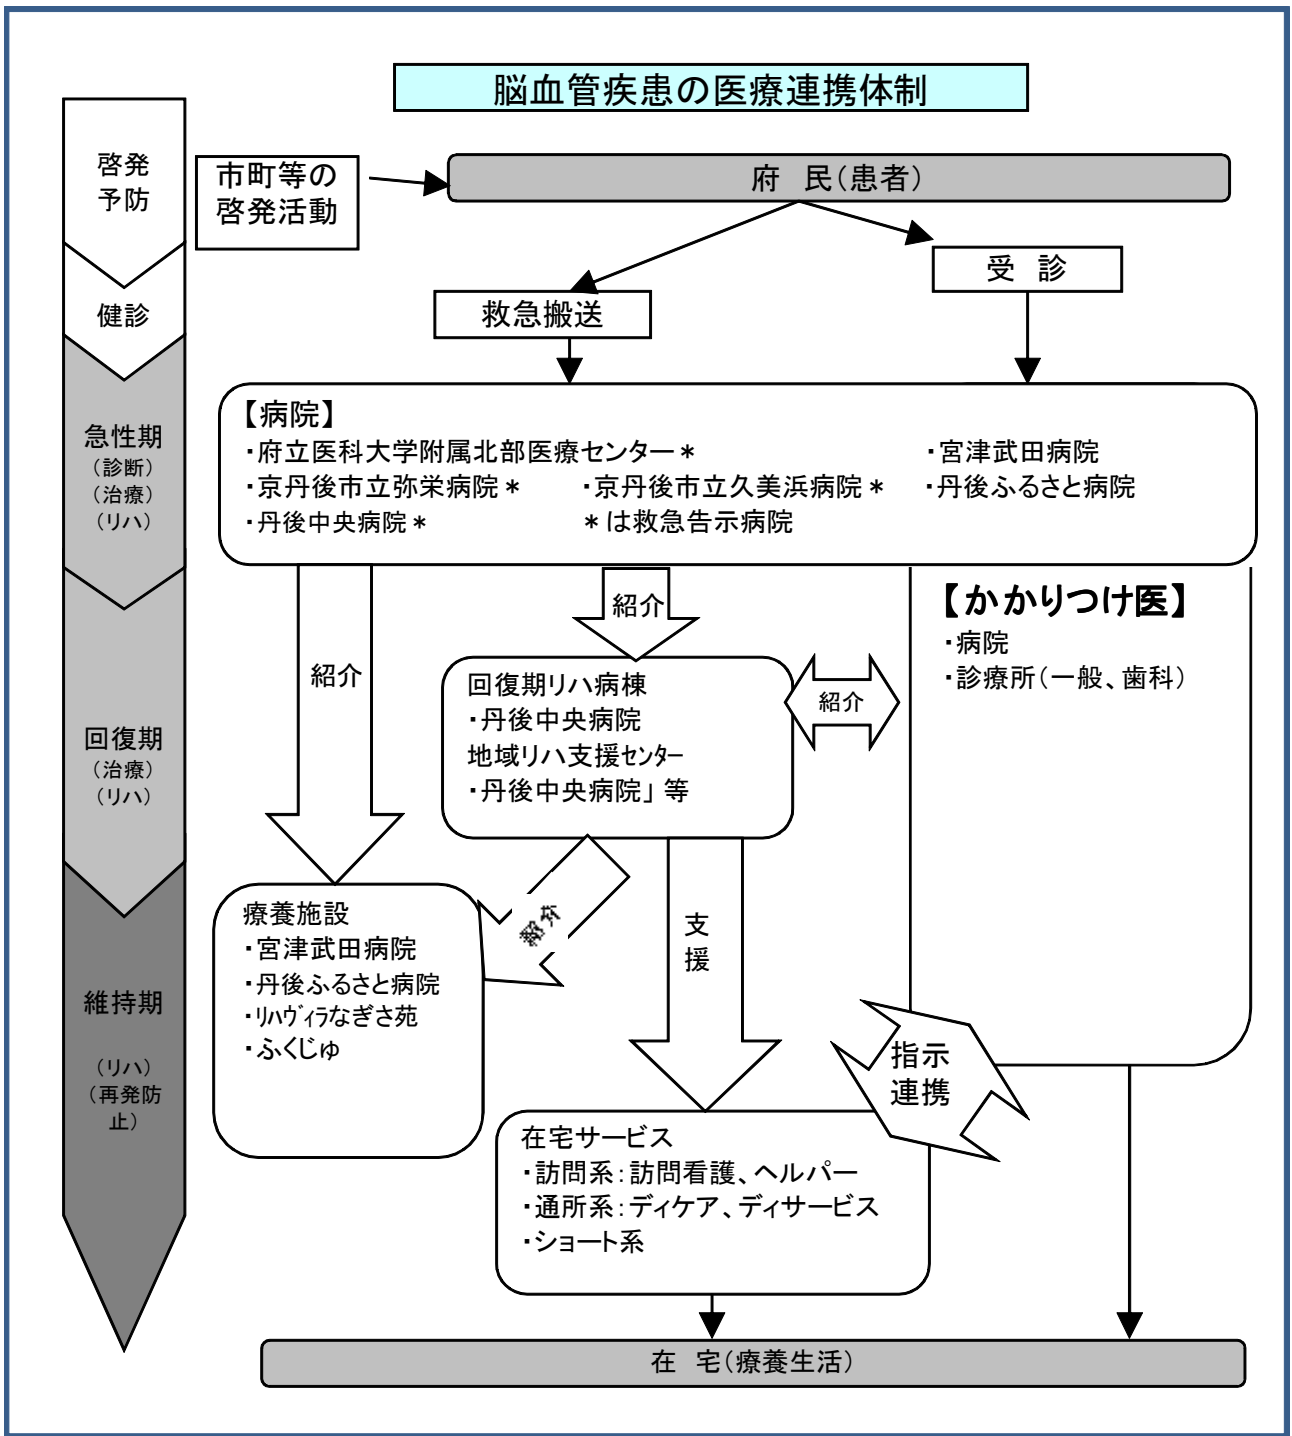 脳血管疾患の医療連携体制
啓発
予防
健診
急性期
（診断）
（治療）
（リハ）
回復期
（治療）
（リハ）
維持期
（リハ）
（再発防
止）
市町等の
啓発活動
府　民（患者）
受　診
救急搬送
【病院】
・府立医科大学附属北部医療センター＊
・宮津武田病院
・京丹後市立弥栄病院＊
・京丹後市立久美浜病院＊
・丹後ふるさと病院
・丹後中央病院＊
＊は救急告示病院
紹介
紹介
【かかりつけ医】
・病院
・診療所（一般、歯科）
回復期リハ病棟
・丹後中央病院
地域リハ支援ｾﾝﾀｰ
・丹後中央病院」等
紹介
紹介
支
援
療養施設
・宮津武田病院
・丹後ふるさと病院
・ﾘﾊヴィラなぎさ苑
・ふくじゅ
指示
連携
在宅サービス
・訪問系：訪問看護、ヘルパー
・通所系：ディケア、ディサービス
・ショート系
在　宅（療養生活）